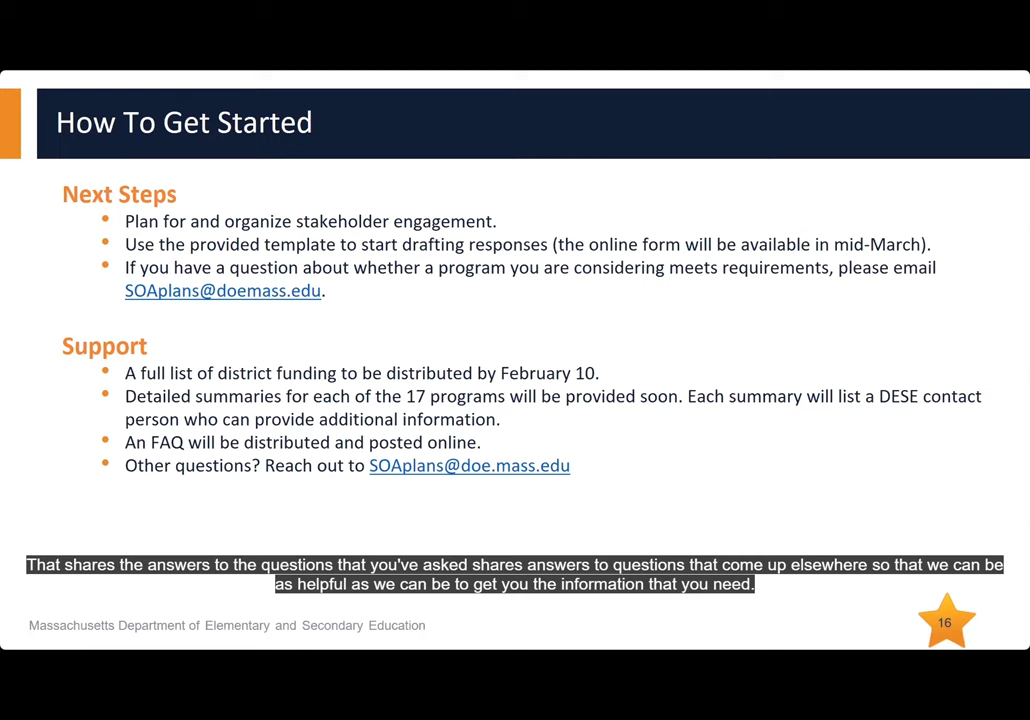 How To Get Started
Next Steps
• Plan for and organize stakeholder engagement.
• Use the provided template to start drafting responses (the online form will be available in mid-March).
• If you have a question about whether a program you are considering meets requirements, please email
SOAplans@doemass.edu.
Support
• A full list of district funding to be distributed by February 10.
• Detailed summaries for each of the 17 programs will be provided soon. Each summary will list a DESE contact
person who can provide additional information.
• An FAQ will be distributed and posted online.
• Other questions? Reach out to SOAplans@doe.mass.edu
That shares the answers to the questions that you've asked shares answers to questions that come up elsewhere so that we can be
as helpful as we can be to get you the information that you need.
Massachusetts Department of Elementary and Secondary Education
16